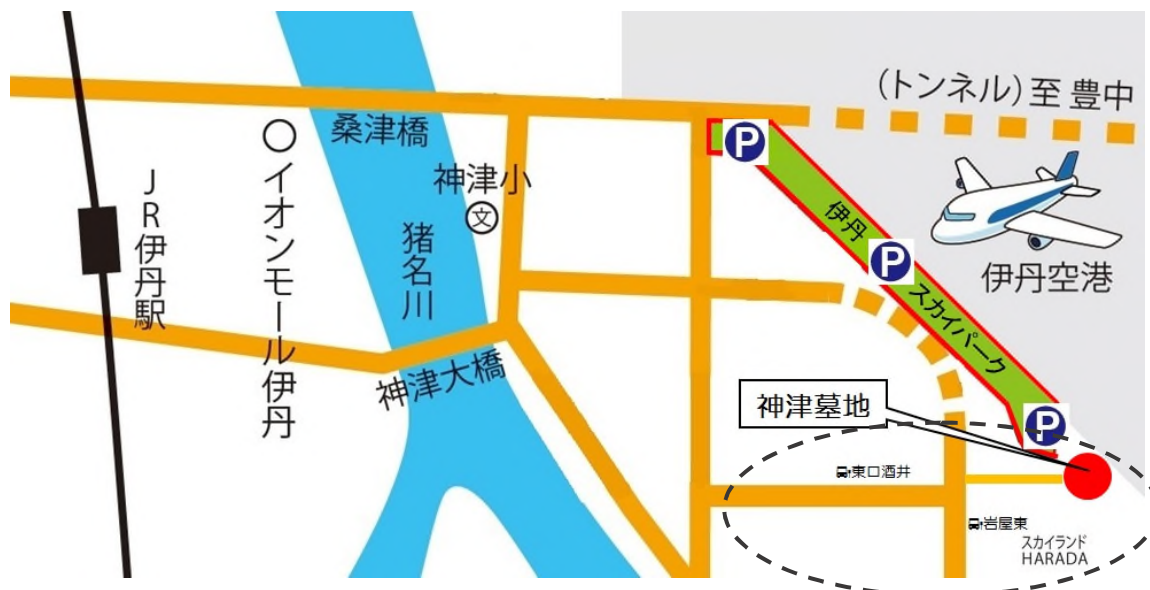 (トンネル)至 豊中
桑津橋
神津小
文
〇イオンモール伊丹
JR伊丹駅
猪名川
神津大橋
P
伊丹
P
スカイパーク
伊丹空港
P
神津墓地
東口酒井
岩屋東
スカイランド
HARADA